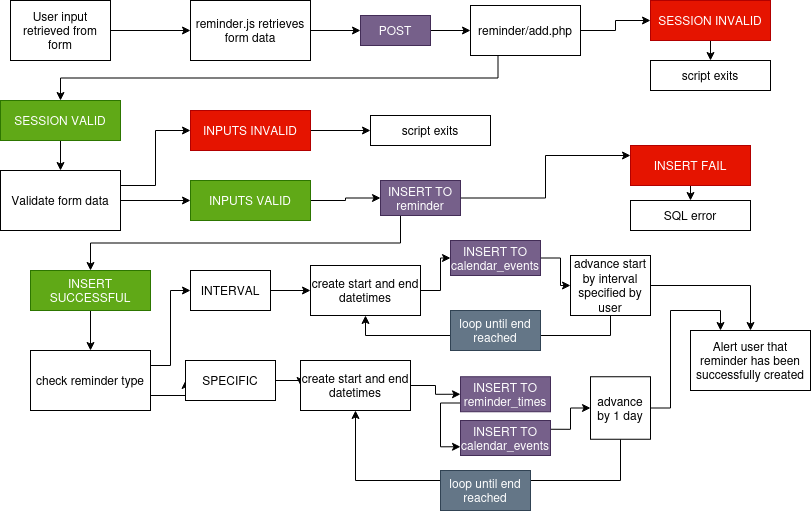 User input
retrieved from
form
reminder.js retrieves
form data
POST
reminder/add.php
SESSION INVALID
script exits
SESSION VALID
INPUTS INVALID
script exits
Validate form data
INPUTS VALID
INSERT TO
reminder
INSERT FAIL
SQL error
INSERT
SUCCESSFUL
INTERVAL
create start and end
datetimes
INSERT TO
calendar_events
advance start
by interval
specified by
user
loop until end
reached
Alert user that
reminder has been
successfully created
check reminder type
SPECIFIC
create start and end
datetimes
INSERT TO
reminder_times
INSERT TO
calendar_events
advance
by 1 day
loop until end
reached